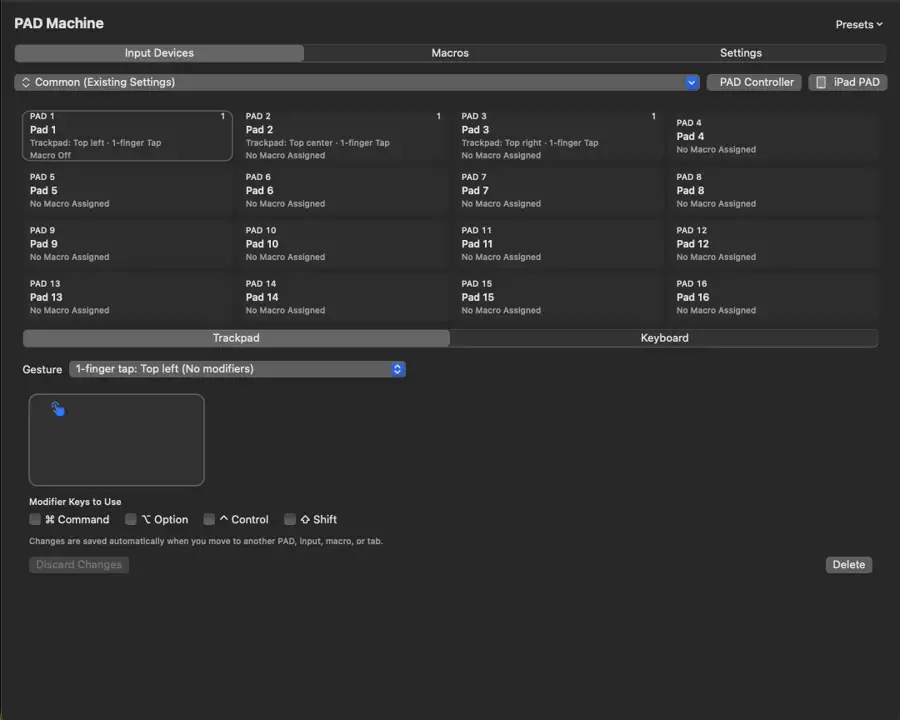 PAD Machine
Presets
Input Devices
Macros
Settings
Common (Existing Settings)
PAD Controller
iPad PAD
PAD 1 1
Pad 1
Trackpad: Top left · 1-finger Tap
Macro Off
PAD 2 1
Pad 2
Trackpad: Top center · 1-finger Tap
No Macro Assigned
PAD 3 1
Pad 3
Trackpad: Top right · 1-finger Tap
No Macro Assigned
PAD 4
Pad 4
No Macro Assigned
PAD 5
Pad 5
No Macro Assigned
PAD 6
Pad 6
No Macro Assigned
PAD 7
Pad 7
No Macro Assigned
PAD 8
Pad 8
No Macro Assigned
PAD 9
Pad 9
No Macro Assigned
PAD 10
Pad 10
No Macro Assigned
PAD 11
Pad 11
No Macro Assigned
PAD 12
Pad 12
No Macro Assigned
PAD 13
Pad 13
No Macro Assigned
PAD 14
Pad 14
No Macro Assigned
PAD 15
Pad 15
No Macro Assigned
PAD 16
Pad 16
No Macro Assigned
Trackpad
Keyboard
Gesture
1-finger tap: Top left (No modifiers)
Modifier Keys to Use
⌘ Command
⌥ Option
^ Control
⇧ Shift
Changes are saved automatically when you move to another PAD, input, macro, or tab.
Discard Changes
Delete